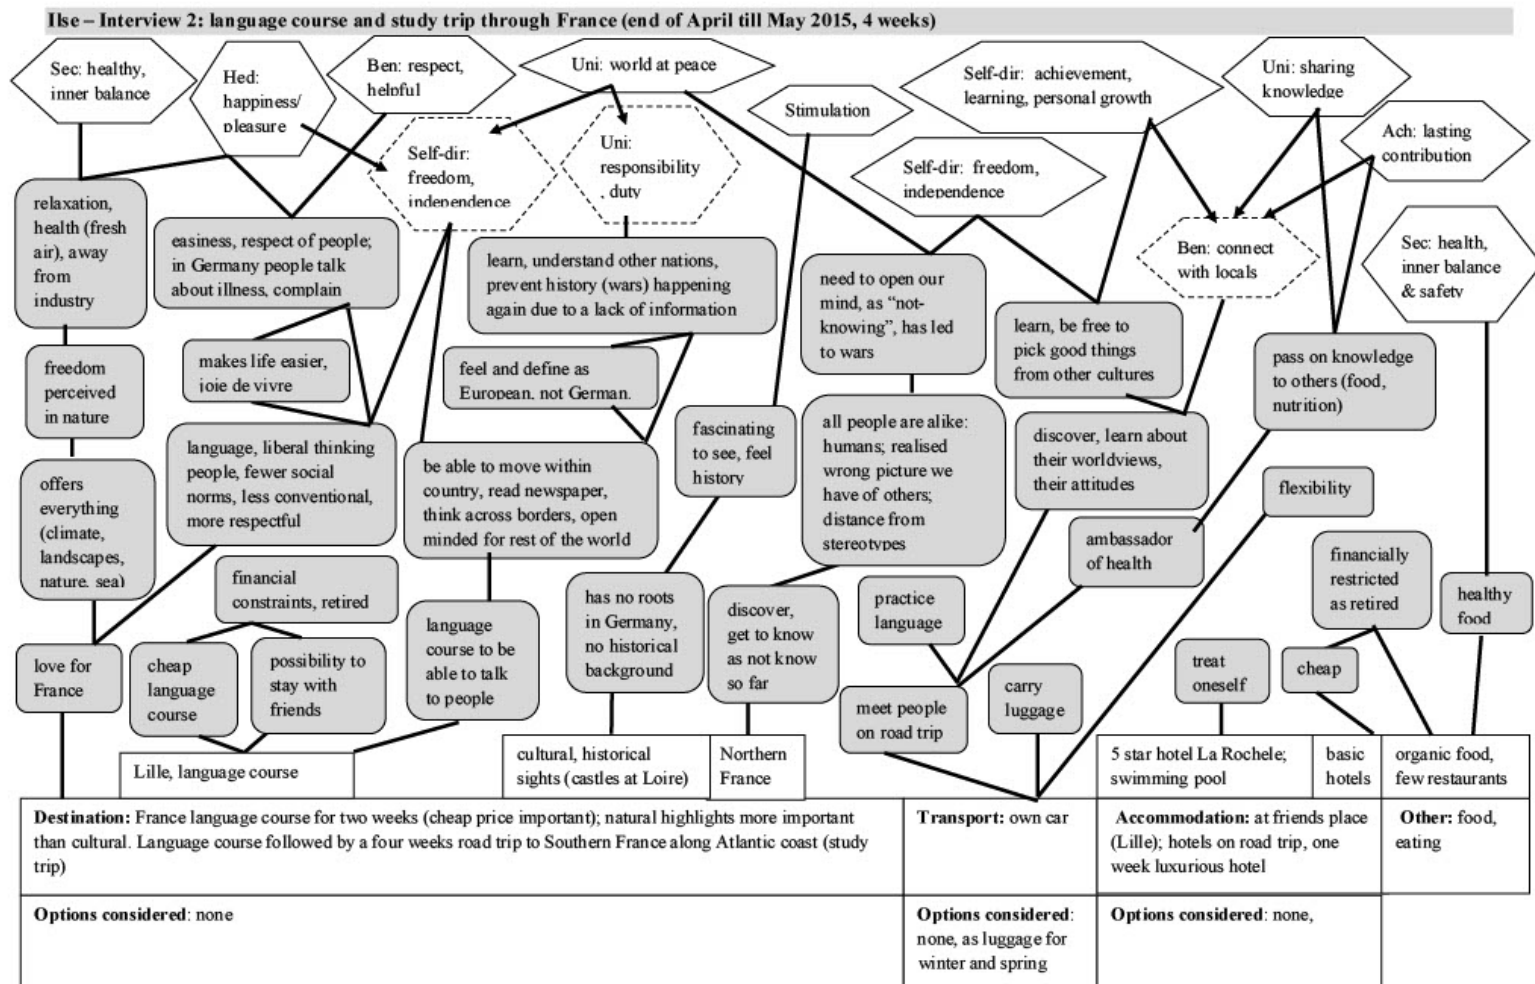 Ilse – Interview 2: language course and study trip through France (end of April till May 2015, 4 weeks)
Sec: healthy,
inner balance
Hed:
happiness/
pleasure
Ben: respect,
helpful
Uni: world at peace
Stimulation
Self-dir: achievement,
learning, personal growth
Uni: sharing
knowledge
Ach: lasting
contribution
Self-dir:
freedom,
independence
Uni:
responsibility
, duty
Self-dir: freedom,
independence
Ben: connect
with locals
Sec: health,
inner balance
& safety
relaxation,
health (fresh
air), away
from
industry
easiness, respect of people;
in Germany people talk
about illness, complain
learn, understand other nations,
prevent history (wars) happening
again due to a lack of information
need to open our
mind, as “not-
knowing”, has led
to wars
learn, be free to
pick good things
from other cultures
pass on knowledge
to others (food,
nutrition)
freedom
perceived
in nature
makes life easier,
joie de vivre
feel and define as
European, not German.
fascinating
to see, feel
history
all people are alike:
humans; realised
wrong picture we
have of others;
distance from
stereotypes
discover, learn about
their worldviews,
their attitudes
flexibility
offers
everything
(climate,
landscapes,
nature, sea)
language, liberal thinking
people, fewer social
norms, less conventional,
more respectful
be able to move within
country, read newspaper,
think across borders, open
minded for rest of the world
ambassador
of health
financially
restricted
as retired
healthy
food
financial
constraints, retired
has no roots
in Germany,
no historical
background
discover,
get to know
as not know
so far
practice
language
love for
France
cheap
language
course
possibility to
stay with
friends
language
course to be
able to talk
to people
meet people
on road trip
carry
luggage
treat
oneself
cheap
Lille, language course
cultural, historical
sights (castles at Loire)
Northern
France
5 star hotel La Rochele;
swimming pool
basic
hotels
organic food,
few restaurants
Destination: France language course for two weeks (cheap price important); natural highlights more important
than cultural. Language course followed by a four weeks road trip to Southern France along Atlantic coast (study
trip)
Transport: own car
Accommodation: at friends place
(Lille); hotels on road trip, one
week luxurious hotel
Other: food,
eating
Options considered: none
Options considered:
none, as luggage for
winter and spring
Options considered: none,